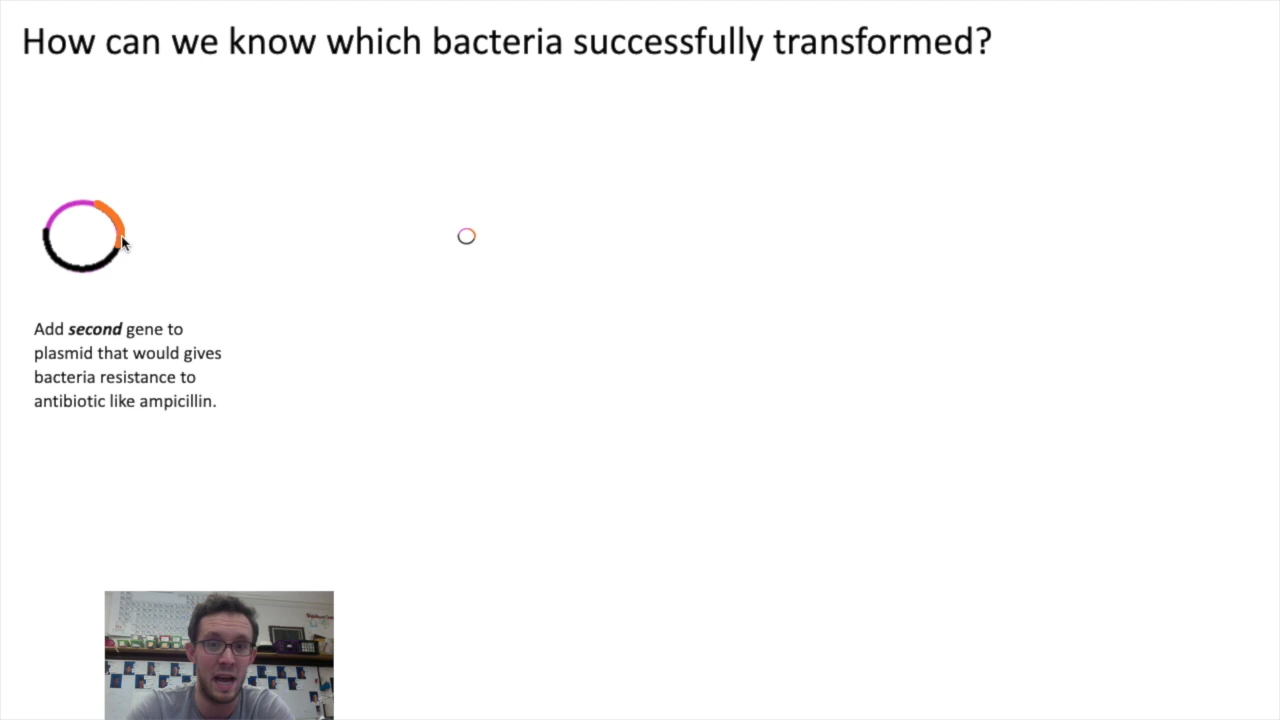 How can we know which bacteria successfully transformed?
Add second gene to
plasmid that would gives
bacteria resistance to
antibiotic like ampicillin.